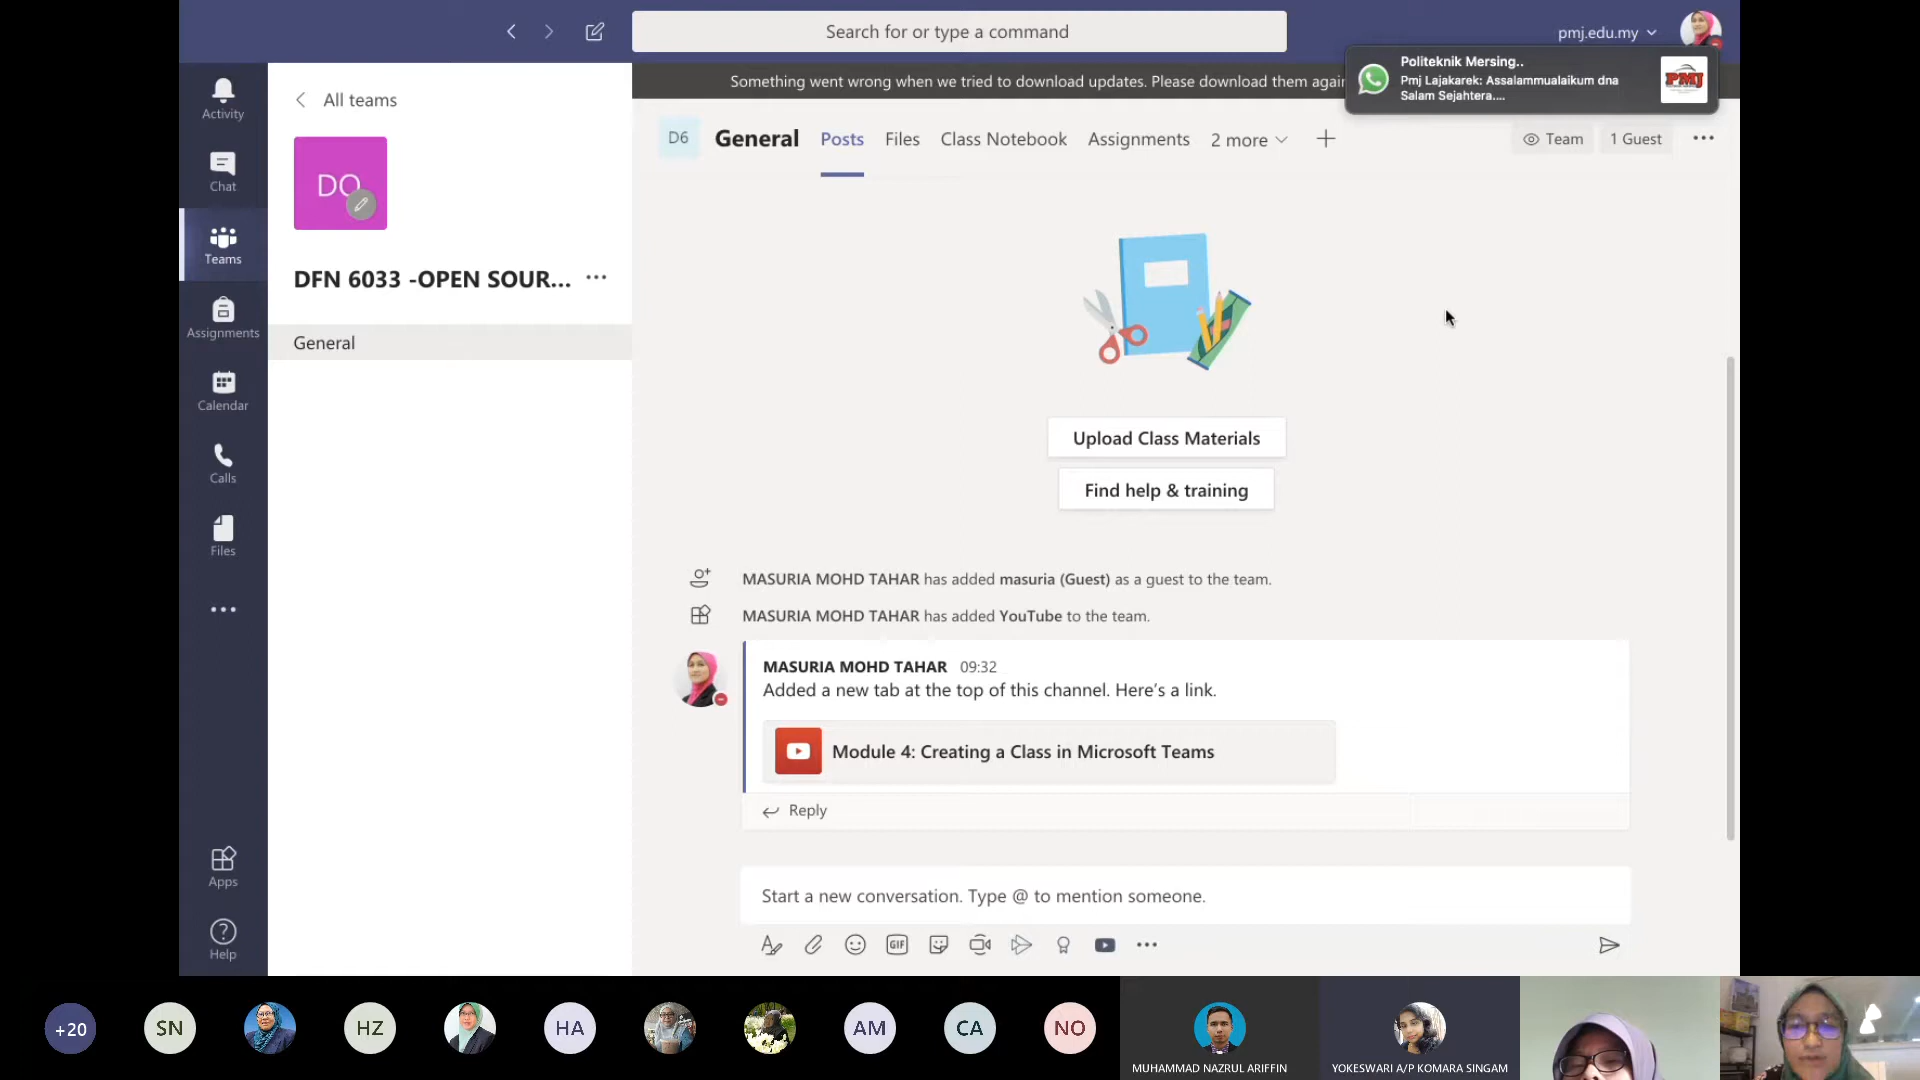 Search for or type a command
pmj.edu.my
Politeknik Mersing..
Pmj Lajakarek: Assalammualaikum dna
Salam Sejahtera....
PMJ
Something went wrong when we tried to download updates. Please download them again
Activity
Chat
Teams
Assignments
Calendar
Calls
Files
Apps
Help
All teams
DO
DFN 6033 -OPEN SOUR...
General
D6
General
Posts
Files
Class Notebook
Assignments
2 more
Team
1 Guest
Upload Class Materials
Find help & training
MASURIA MOHD TAHAR has added masuria (Guest) as a guest to the team.
MASURIA MOHD TAHAR has added YouTube to the team.
MASURIA MOHD TAHAR 09:32
Added a new tab at the top of this channel. Here's a link.
Module 4: Creating a Class in Microsoft Teams
Reply
Start a new conversation. Type @ to mention someone.
GIF
+20
SN
HZ
HA
AM
CA
NO
MUHAMMAD NAZRUL ARIFFIN
YOKESWARI A/P KOMARA SINGAM